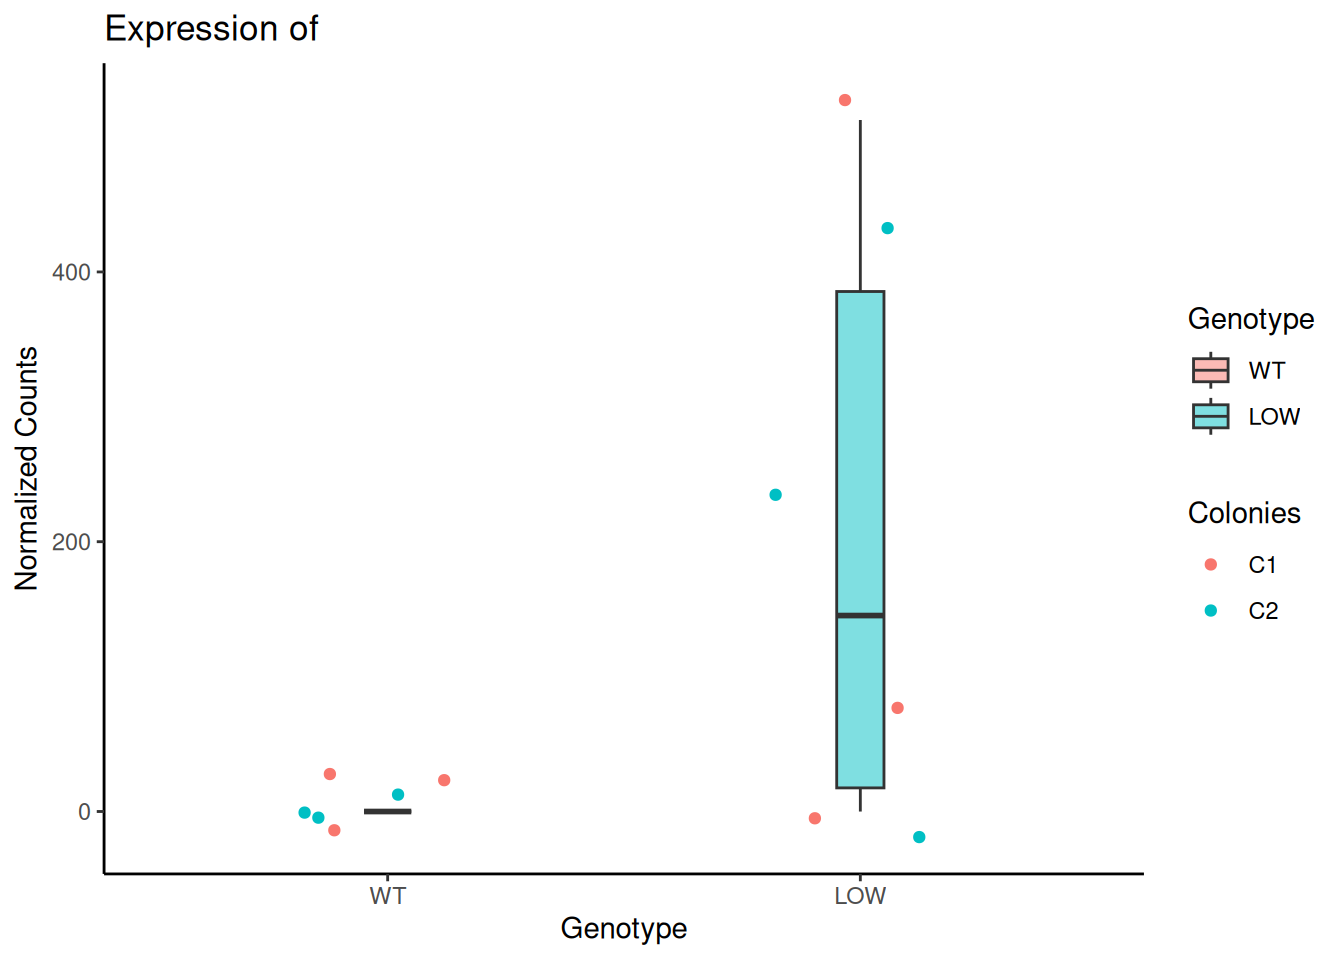 Expression of
Normalized Counts
400
200
0
WT
LOW
Genotype
Genotype
WT
LOW
Colonies
C1
C2